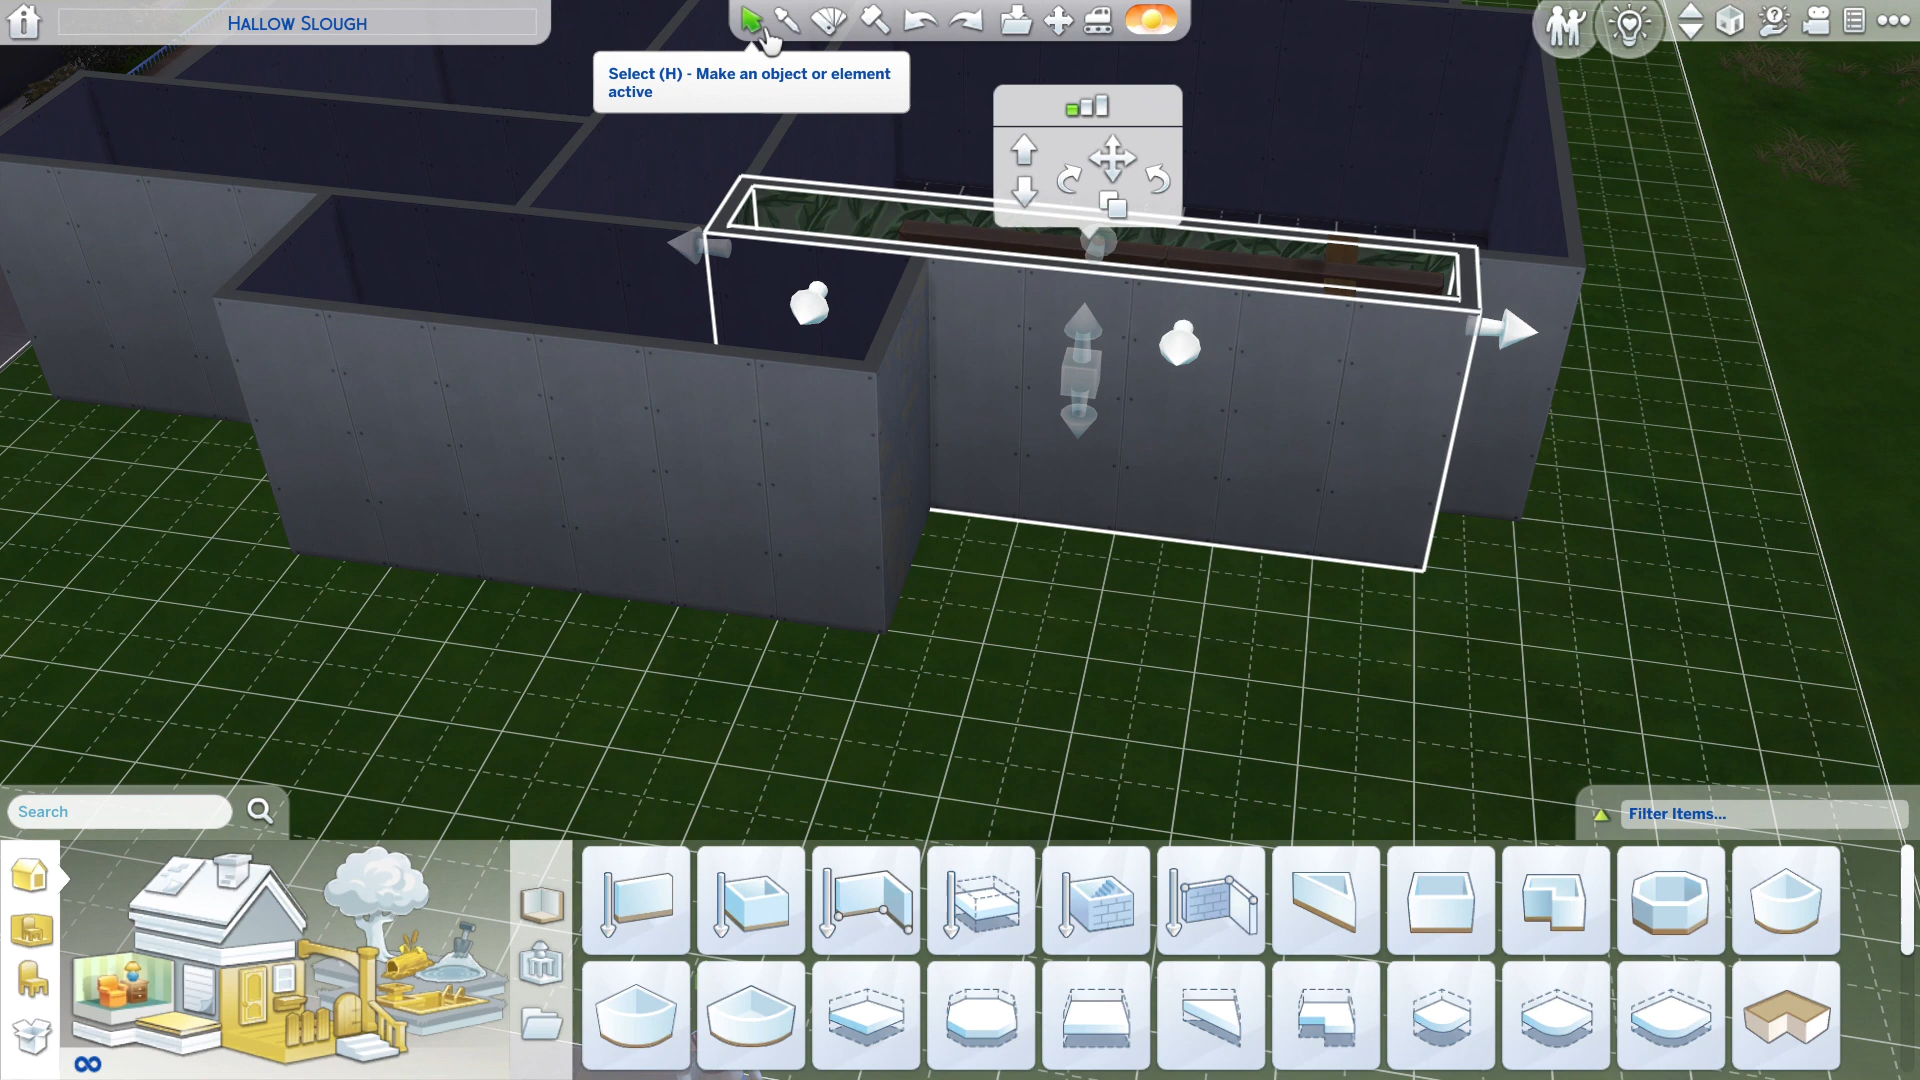 HALLOW SLOUGH
Select (H) - Make an object or element
active
Search
Filter Items...